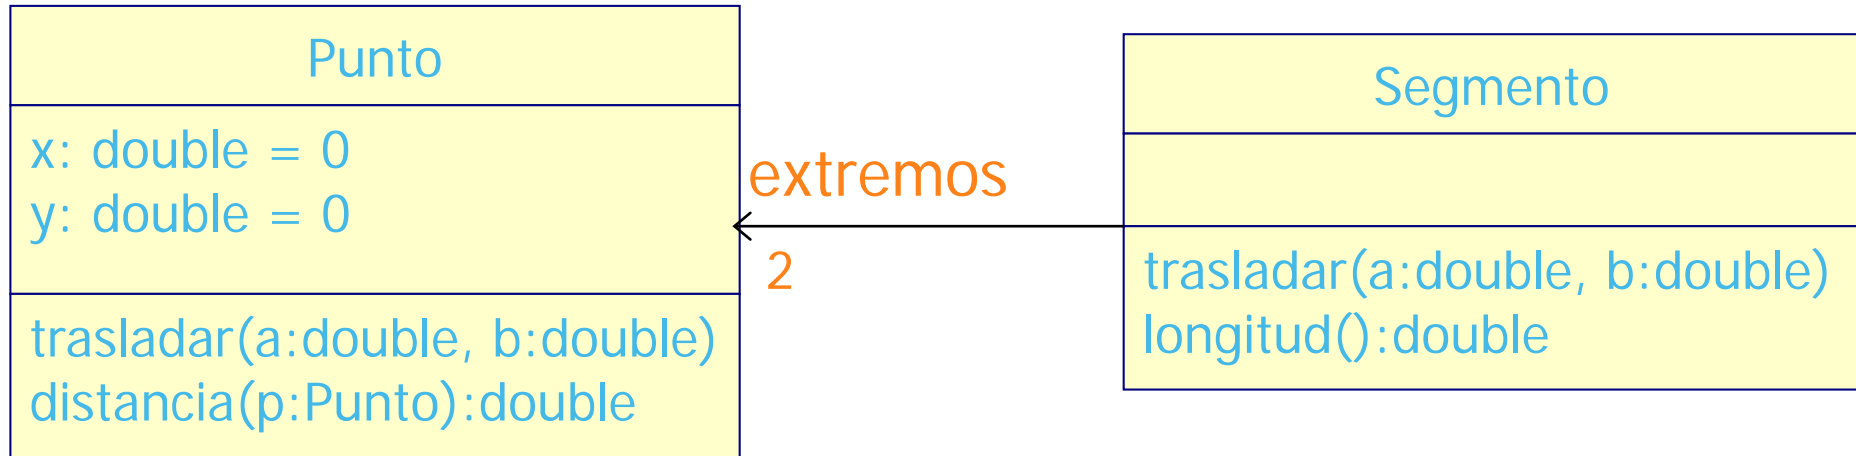 Punto
x: double = 0
y: double = 0
trasladar(a:double, b:double)
distancia(p:Punto):double
extremos
2
Segmento
trasladar(a:double, b:double)
longitud():double